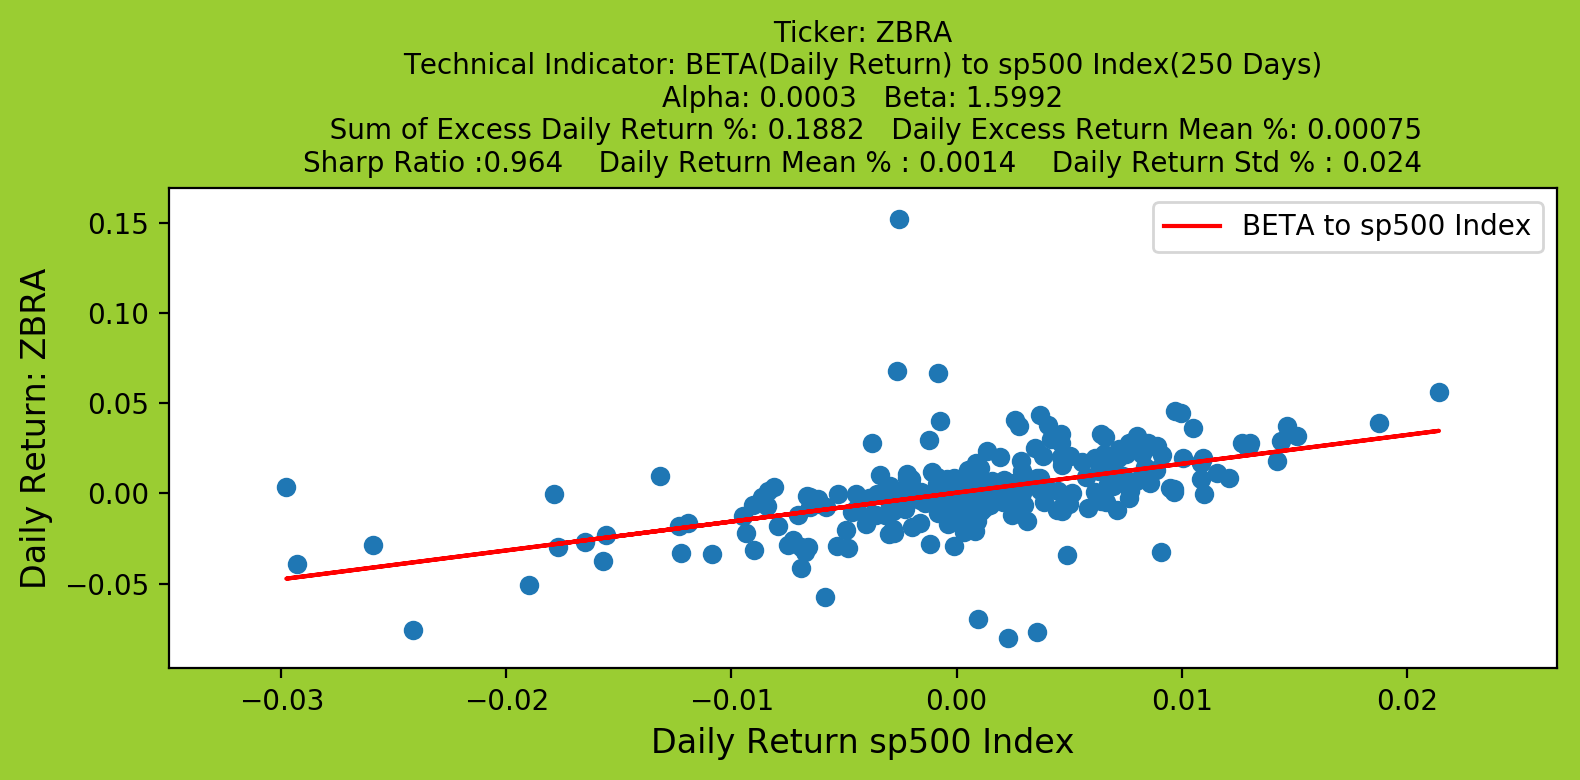 Ticker: ZBRA
Technical Indicator: BETA(Daily Return) to sp500 Index(250 Days)
Alpha: 0.0003   Beta: 1.5992
Sum of Excess Daily Return %: 0.1882   Daily Excess Return Mean %: 0.00075
Sharp Ratio :0.964    Daily Return Mean % : 0.0014    Daily Return Std % : 0.024
BETA to sp500 Index
Daily Return: ZBRA
0.15
0.10
0.05
0.00
−0.05
−0.03 −0.02 −0.01 0.00 0.01 0.02
Daily Return sp500 Index